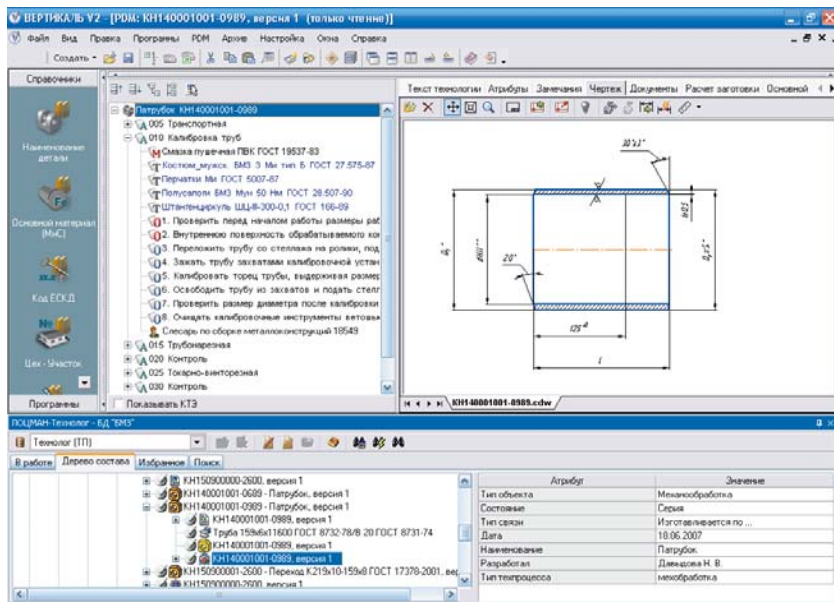 ВЕРТИКАЛЬ V2 - [PDM: КН140001001-0989, версия 1 (только чтение)]
Файл Вид Правка Программы PDM Архив Настройка Окна Справка
Создать
Справочники
Наименование детали
Основной материал (МиС)
Код ЕСКД
Цех - Участок
Программы
Патрубок КН140001001-0989
005 Транспортная
010 Калибровка труб
Смазка пушечная ПВК ГОСТ 19537-83
Костюм_мужск. БМЗ 3 Ми тип Б ГОСТ 27.575-87
Перчатки Ми ГОСТ 5007-87
Полусапоги БМЗ Мун 50 Нм ГОСТ 28.507-90
Штангенциркуль ШЦ-III-300-0,1 ГОСТ 166-89
1. Проверить перед началом работы размеры раб
2. Внутреннюю поверхность обрабатываемого кон
3. Переложить трубу со стеллажа на ролики, под
4. Зажать трубу захватами калибровочной устан
5. Калибровать торец трубы, выдерживая размер
6. Освободить трубу из захватов и подать стелл
7. Проверить размер диаметра после калибровки
8. Очищать калибровочные инструменты ветошь
Слесарь по сборке металлоконструкций 18549
015 Трубонарезная
020 Контроль
025 Токарно-винторезная
030 Контроль
Показывать КТЭ
Текст технологии Атрибуты Замечания Чертеж Документы Расчет заготовки Основной
20°
l
КН140001001-0989.cdw
ЛОЦМАН-Технолог - БД "БМЗ"
Технолог (ТП)
В работе Дерево состава Избранное Поиск
КН150900000-2600, версия 1
КН140001001-0689 - Патрубок, версия 1
КН140001001-0989 - Патрубок, версия 1
КН140001001-0989, версия 1
Труба 159х6х11600 ГОСТ 8732-78/В 20 ГОСТ 8731-74
КН140001001-0989, версия 1
КН140001001-0989, версия 1
КН150900001-2600 - Переход К.219х10-159х8 ГОСТ 17378-2001, вер
КН150900000-2600, версия 1
Атрибут Значение
Тип объекта Механообработка
Состояние Серия
Тип связи Изготавливается по ...
Дата 18.06.2007
Наименование Патрубок
Разработал Давыдова Н. В.
Тип техпроцесса мехобработка